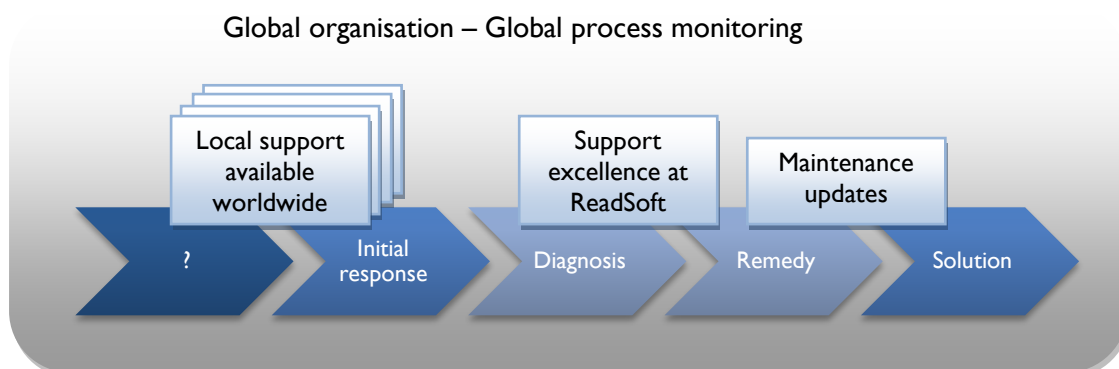 Global organisation – Global process monitoring
Local support
available
worldwide
Support
excellence at
ReadSoft
Maintenance
updates
?
Initial
response
Diagnosis
Remedy
Solution